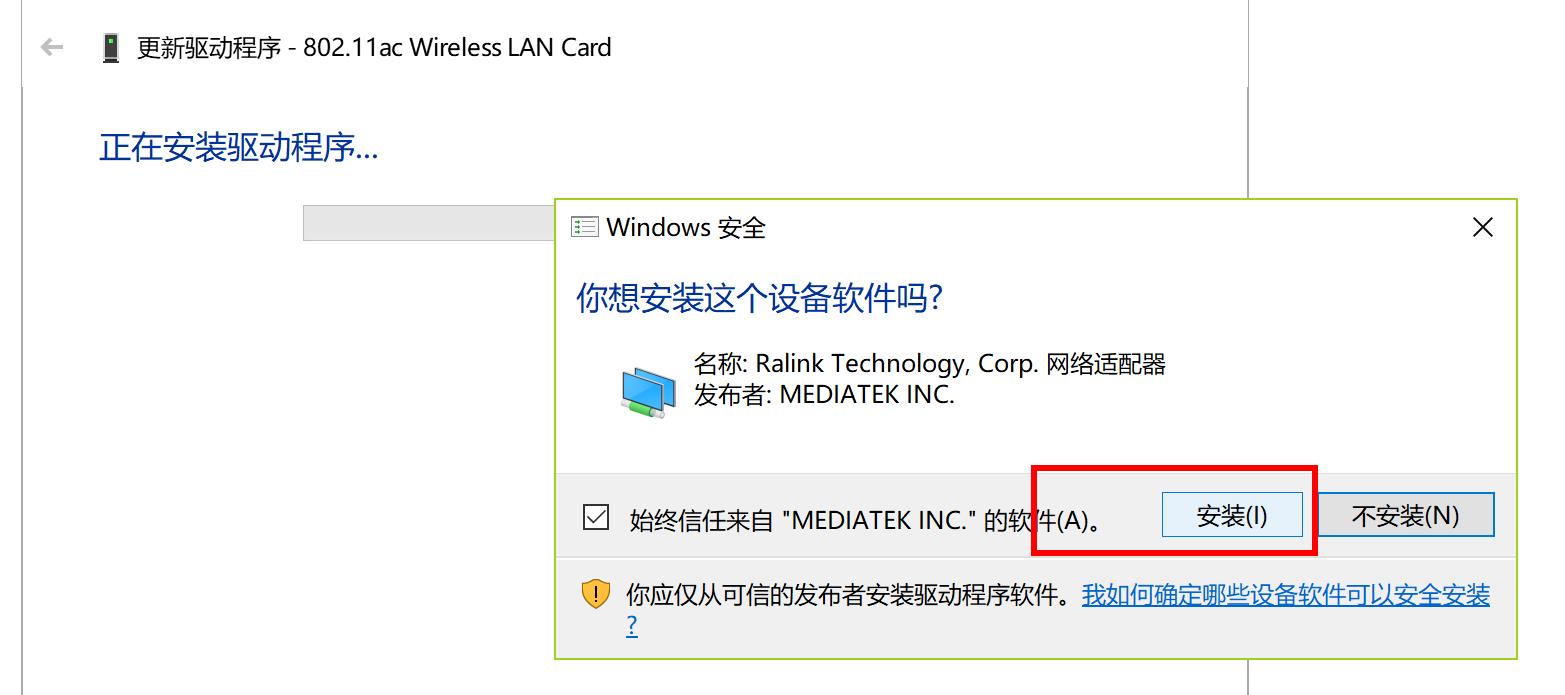 更新驱动程序 - 802.11ac Wireless LAN Card
正在安装驱动程序...
Windows 安全
你想安装这个设备软件吗?
名称: Ralink Technology, Corp. 网络适配器
发布者: MEDIATEK INC.
始终信任来自 "MEDIATEK INC." 的软件(A)。
安装(I)
不安装(N)
你应仅从可信的发布者安装驱动程序软件。我如何确定哪些设备软件可以安全安装
?